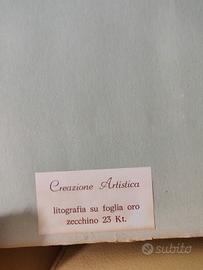 Creazione Artistica
litografia su foglia oro
zecchino 23 Kt.
subito